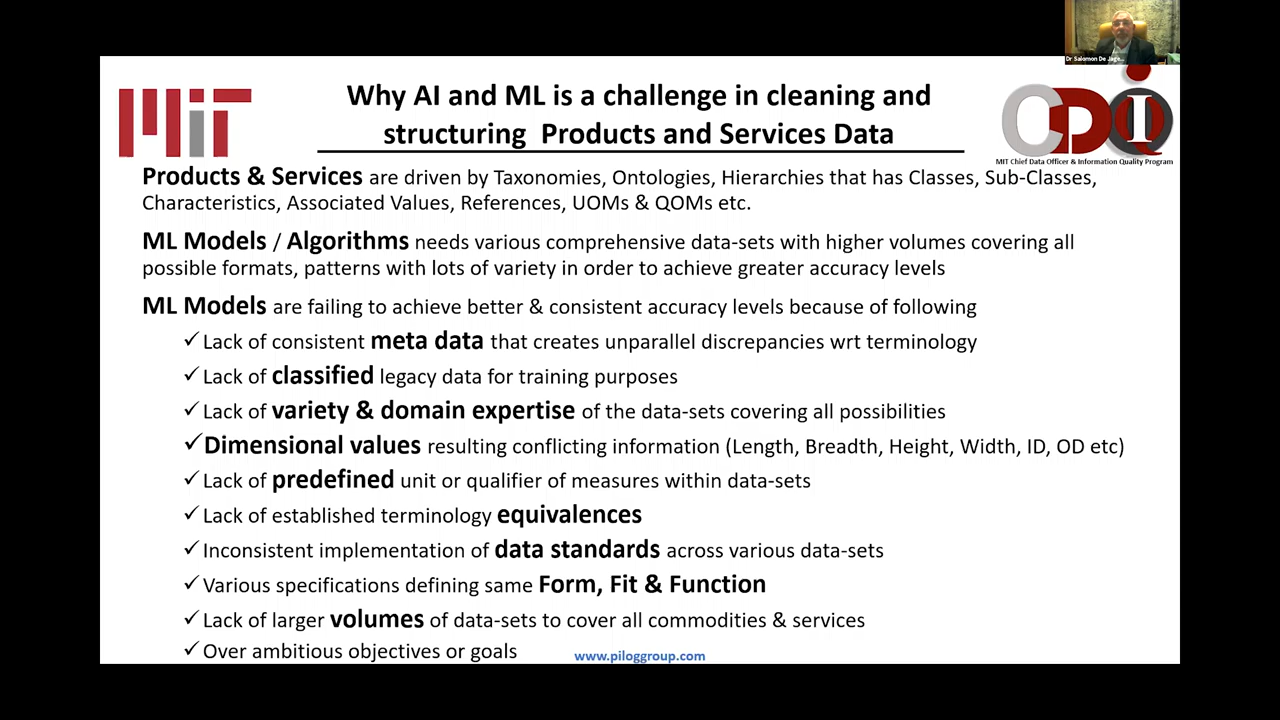 Dr Salomon De Jage...
MIT
Why AI and ML is a challenge in cleaning and
structuring Products and Services Data
CDIQ
MIT Chief Data Officer & Information Quality Program
Products & Services are driven by Taxonomies, Ontologies, Hierarchies that has Classes, Sub-Classes,
Characteristics, Associated Values, References, UOMs & QOMs etc.
ML Models / Algorithms needs various comprehensive data-sets with higher volumes covering all
possible formats, patterns with lots of variety in order to achieve greater accuracy levels
ML Models are failing to achieve better & consistent accuracy levels because of following
✓Lack of consistent meta data that creates unparallel discrepancies wrt terminology
✓Lack of classified legacy data for training purposes
✓Lack of variety & domain expertise of the data-sets covering all possibilities
✓Dimensional values resulting conflicting information (Length, Breadth, Height, Width, ID, OD etc)
✓Lack of predefined unit or qualifier of measures within data-sets
✓Lack of established terminology equivalences
✓Inconsistent implementation of data standards across various data-sets
✓Various specifications defining same Form, Fit & Function
✓Lack of larger volumes of data-sets to cover all commodities & services
✓Over ambitious objectives or goals
www.piloggroup.com